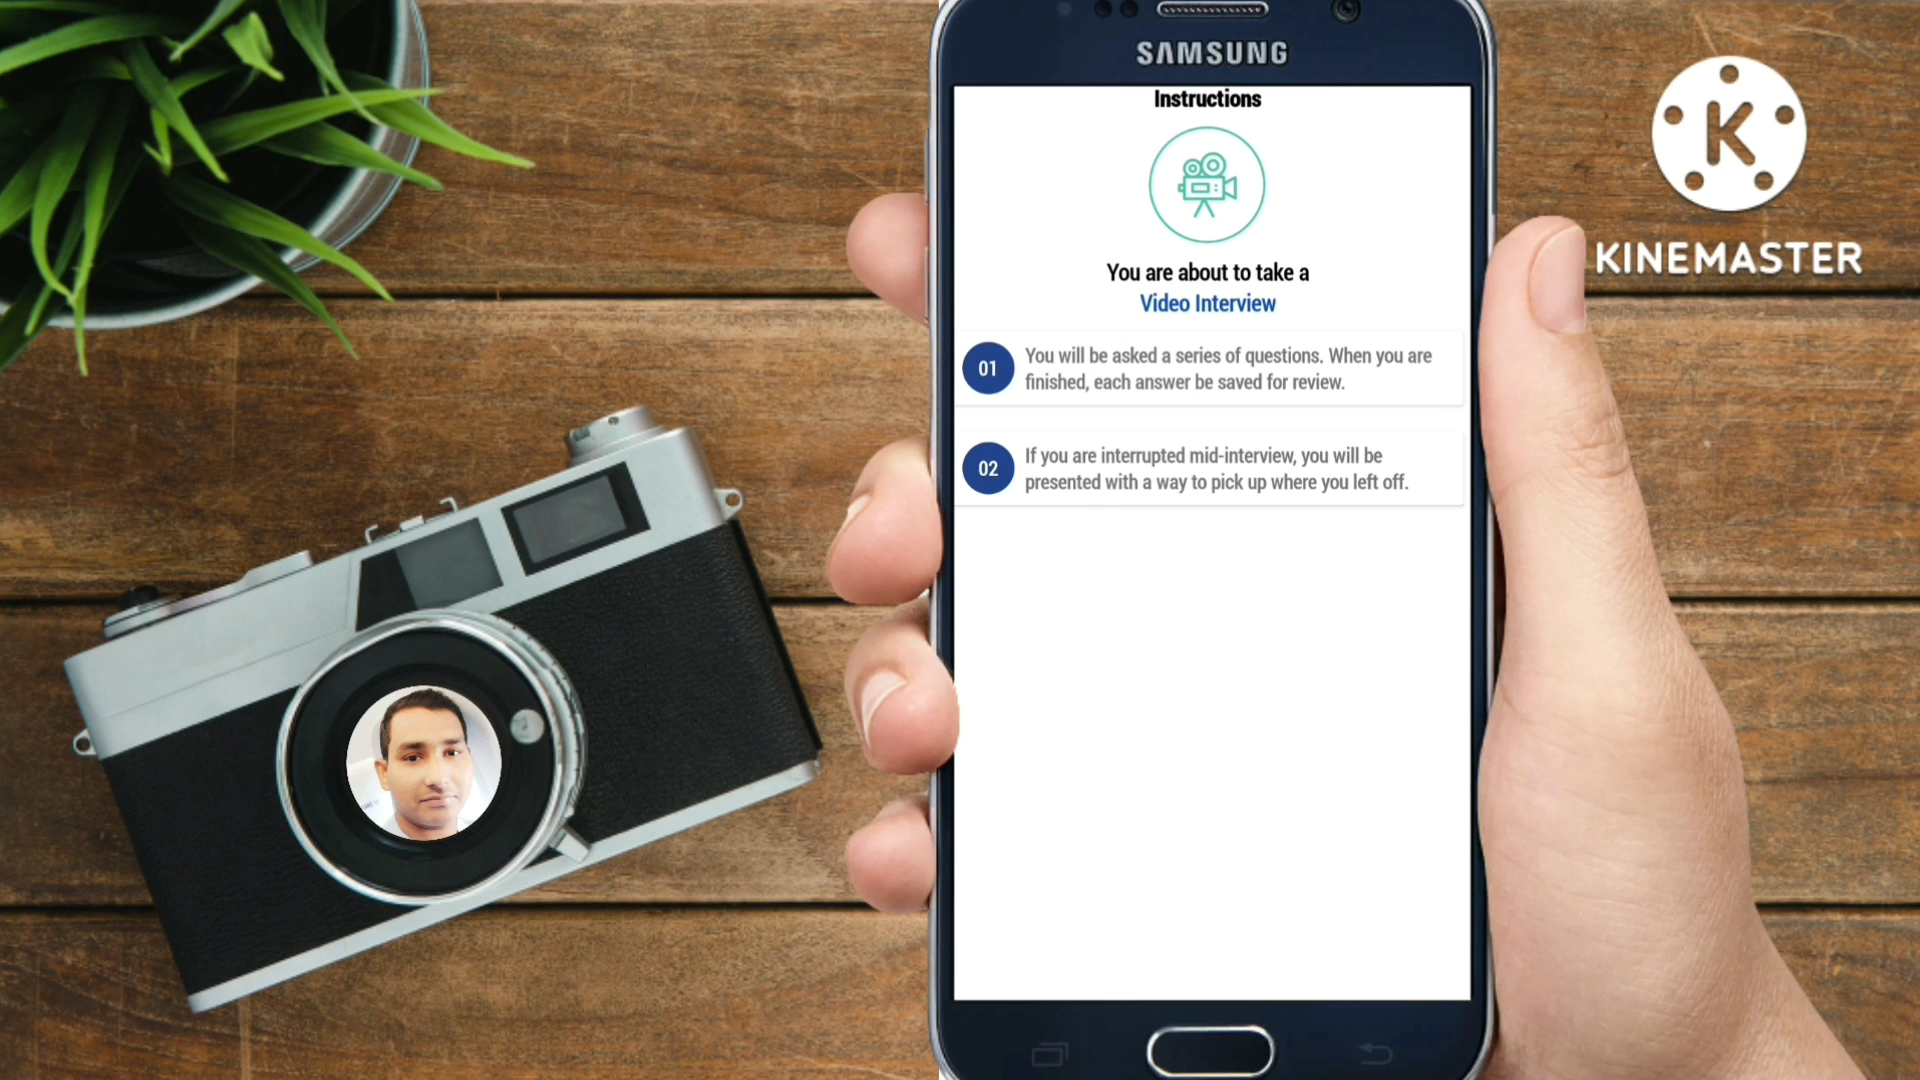 SAMSUNG
Instructions
You are about to take a
Video Interview
01
You will be asked a series of questions. When you are
finished, each answer be saved for review.
02
If you are interrupted mid-interview, you will be
presented with a way to pick up where you left off.
K
KINEMASTER